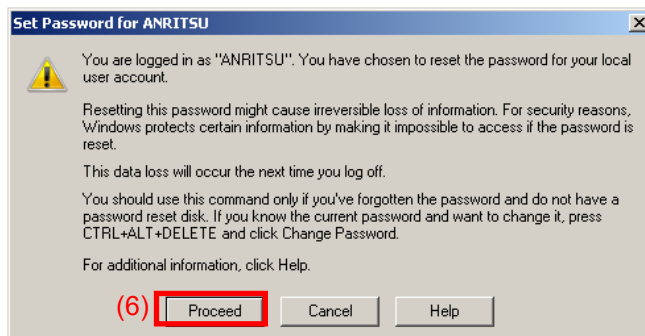 Set Password for ANRITSU
You are logged in as "ANRITSU". You have chosen to reset the password for your local
user account.
Resetting this password might cause irreversible loss of information. For security reasons,
Windows protects certain information by making it impossible to access if the password is
reset.
This data loss will occur the next time you log off.
You should use this command only if you've forgotten the password and do not have a
password reset disk. If you know the current password and want to change it, press
CTRL+ALT+DELETE and click Change Password.
For additional information, click Help.
(6) Proceed Cancel Help